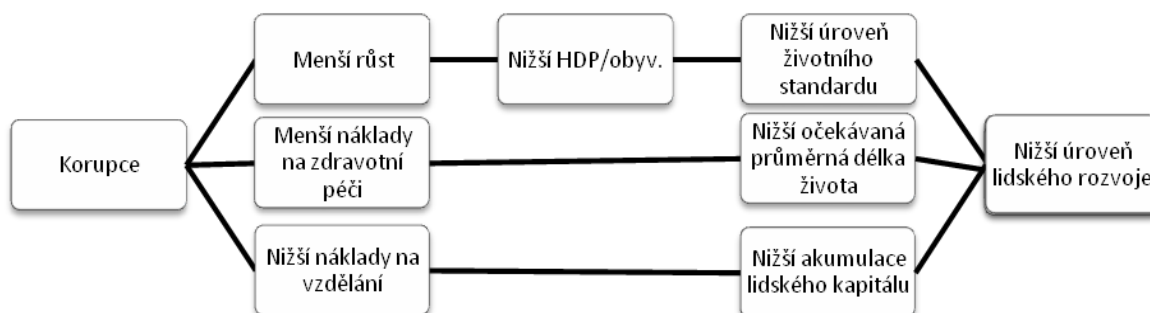 Korupce
Menší růst
Nižší HDP/obyv.
Nižší úroveň
životního
standardu
Menší náklady
na zdravotní
péči
Nižší očekávaná
průměrná délka
života
Nižší náklady na
vzdělání
Nižší akumulace
lidského kapitálu
Nižší úroveň
lidského rozvoje